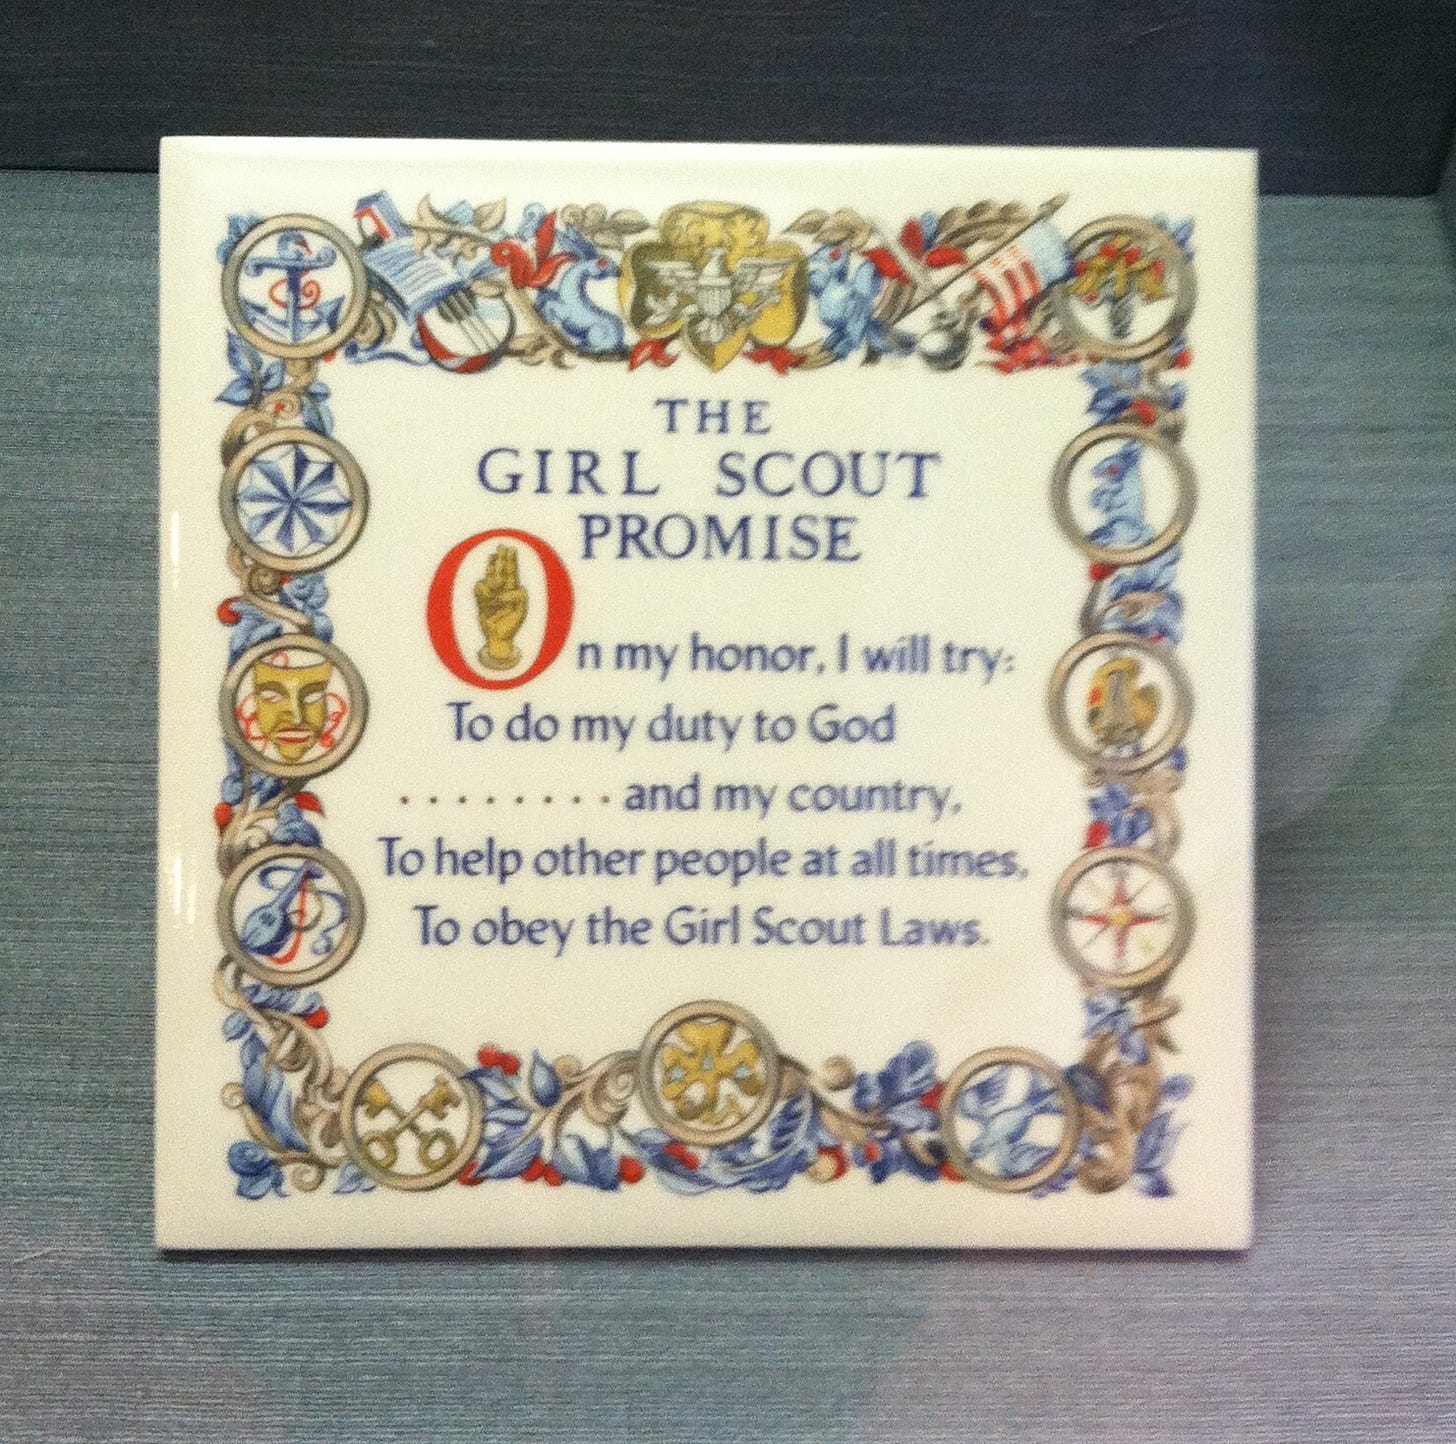 THE
GIRL SCOUT
PROMISE
On my honor, I will try:
To do my duty to God
........and my country,
To help other people at all times,
To obey the Girl Scout Laws.